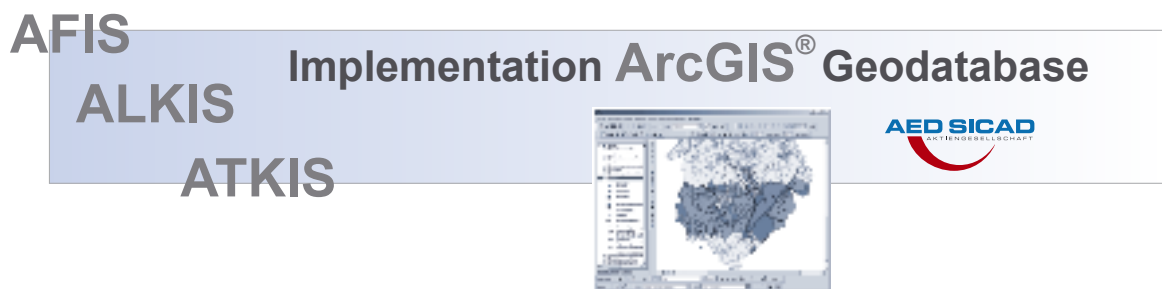 AFIS
Implementation ArcGIS® Geodatabase
ALKIS
AED SICAD
AKTIENGESELLSCHAFT
ATKIS